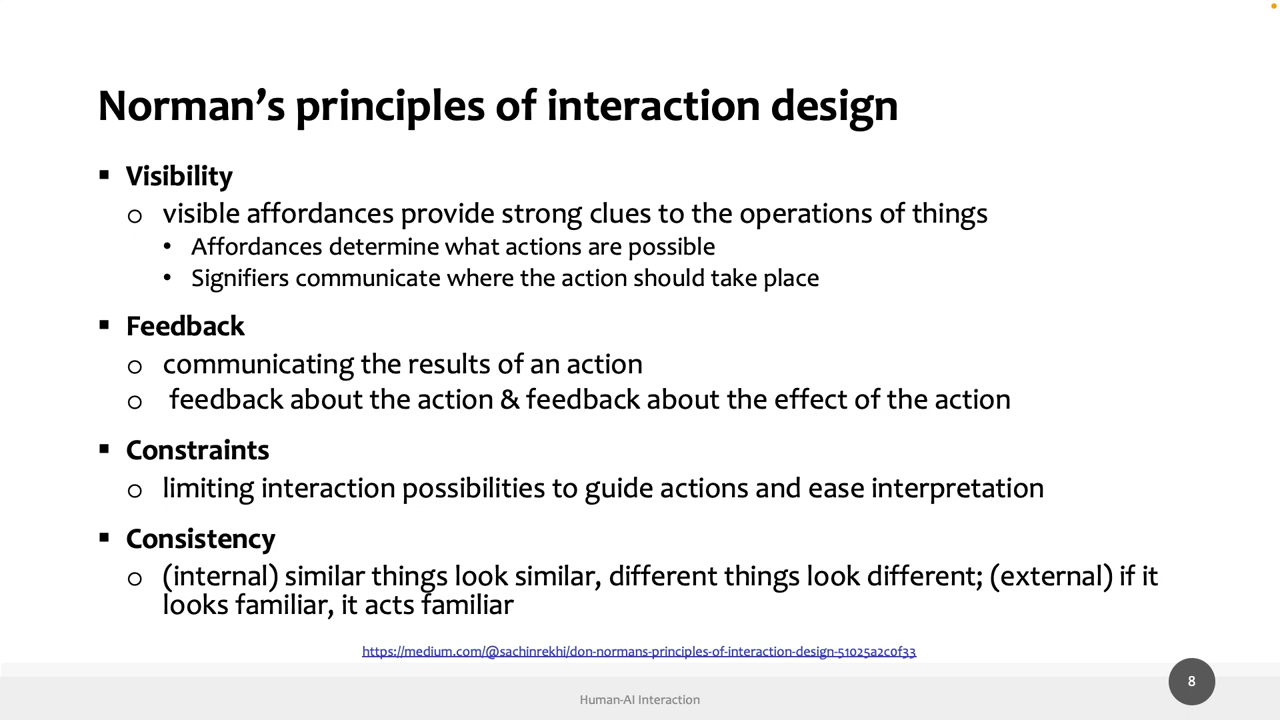 Norman’s principles of interaction design
▪ Visibility
o visible affordances provide strong clues to the operations of things
• Affordances determine what actions are possible
• Signifiers communicate where the action should take place
▪ Feedback
o communicating the results of an action
o feedback about the action & feedback about the effect of the action
▪ Constraints
o limiting interaction possibilities to guide actions and ease interpretation
▪ Consistency
o (internal) similar things look similar, different things look different; (external) if it
looks familiar, it acts familiar
https://medium.com/@sachinrekhi/don-normans-principles-of-interaction-design-51025a2c0f33
Human-AI Interaction
8